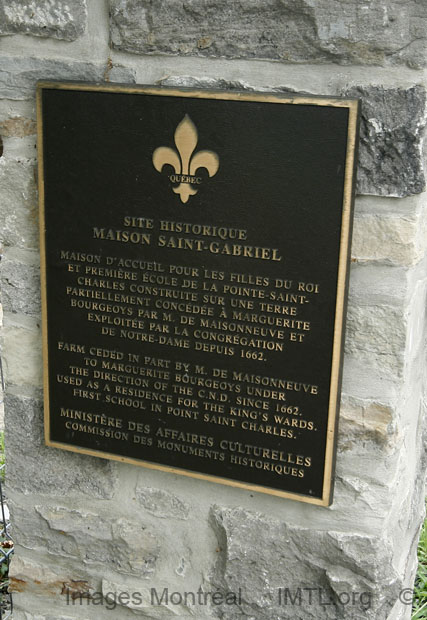 QUÉBEC
SITE HISTORIQUE
MAISON SAINT-GABRIEL
MAISON D'ACCUEIL POUR LES FILLES DU ROI
ET PREMIÈRE ÉCOLE DE LA POINTE-SAINT-
CHARLES CONSTRUITE SUR UNE TERRE
PARTIELLEMENT CONCÉDÉE À MARGUERITE
BOURGEOYS PAR M. DE MAISONNEUVE ET
EXPLOITÉE PAR LA CONGRÉGATION
DE NOTRE-DAME DEPUIS 1662.
FARM CEDED IN PART BY M. DE MAISONNEUVE
TO MARGUERITE BOURGEOYS UNDER
THE DIRECTION OF THE C.N.D. SINCE 1662.
USED AS A RESIDENCE FOR THE KING'S WARDS.
FIRST SCHOOL IN POINT SAINT CHARLES.
MINISTÈRE DES AFFAIRES CULTURELLES
COMMISSION DES MONUMENTS HISTORIQUES
Images Montréal IMTL.org ©